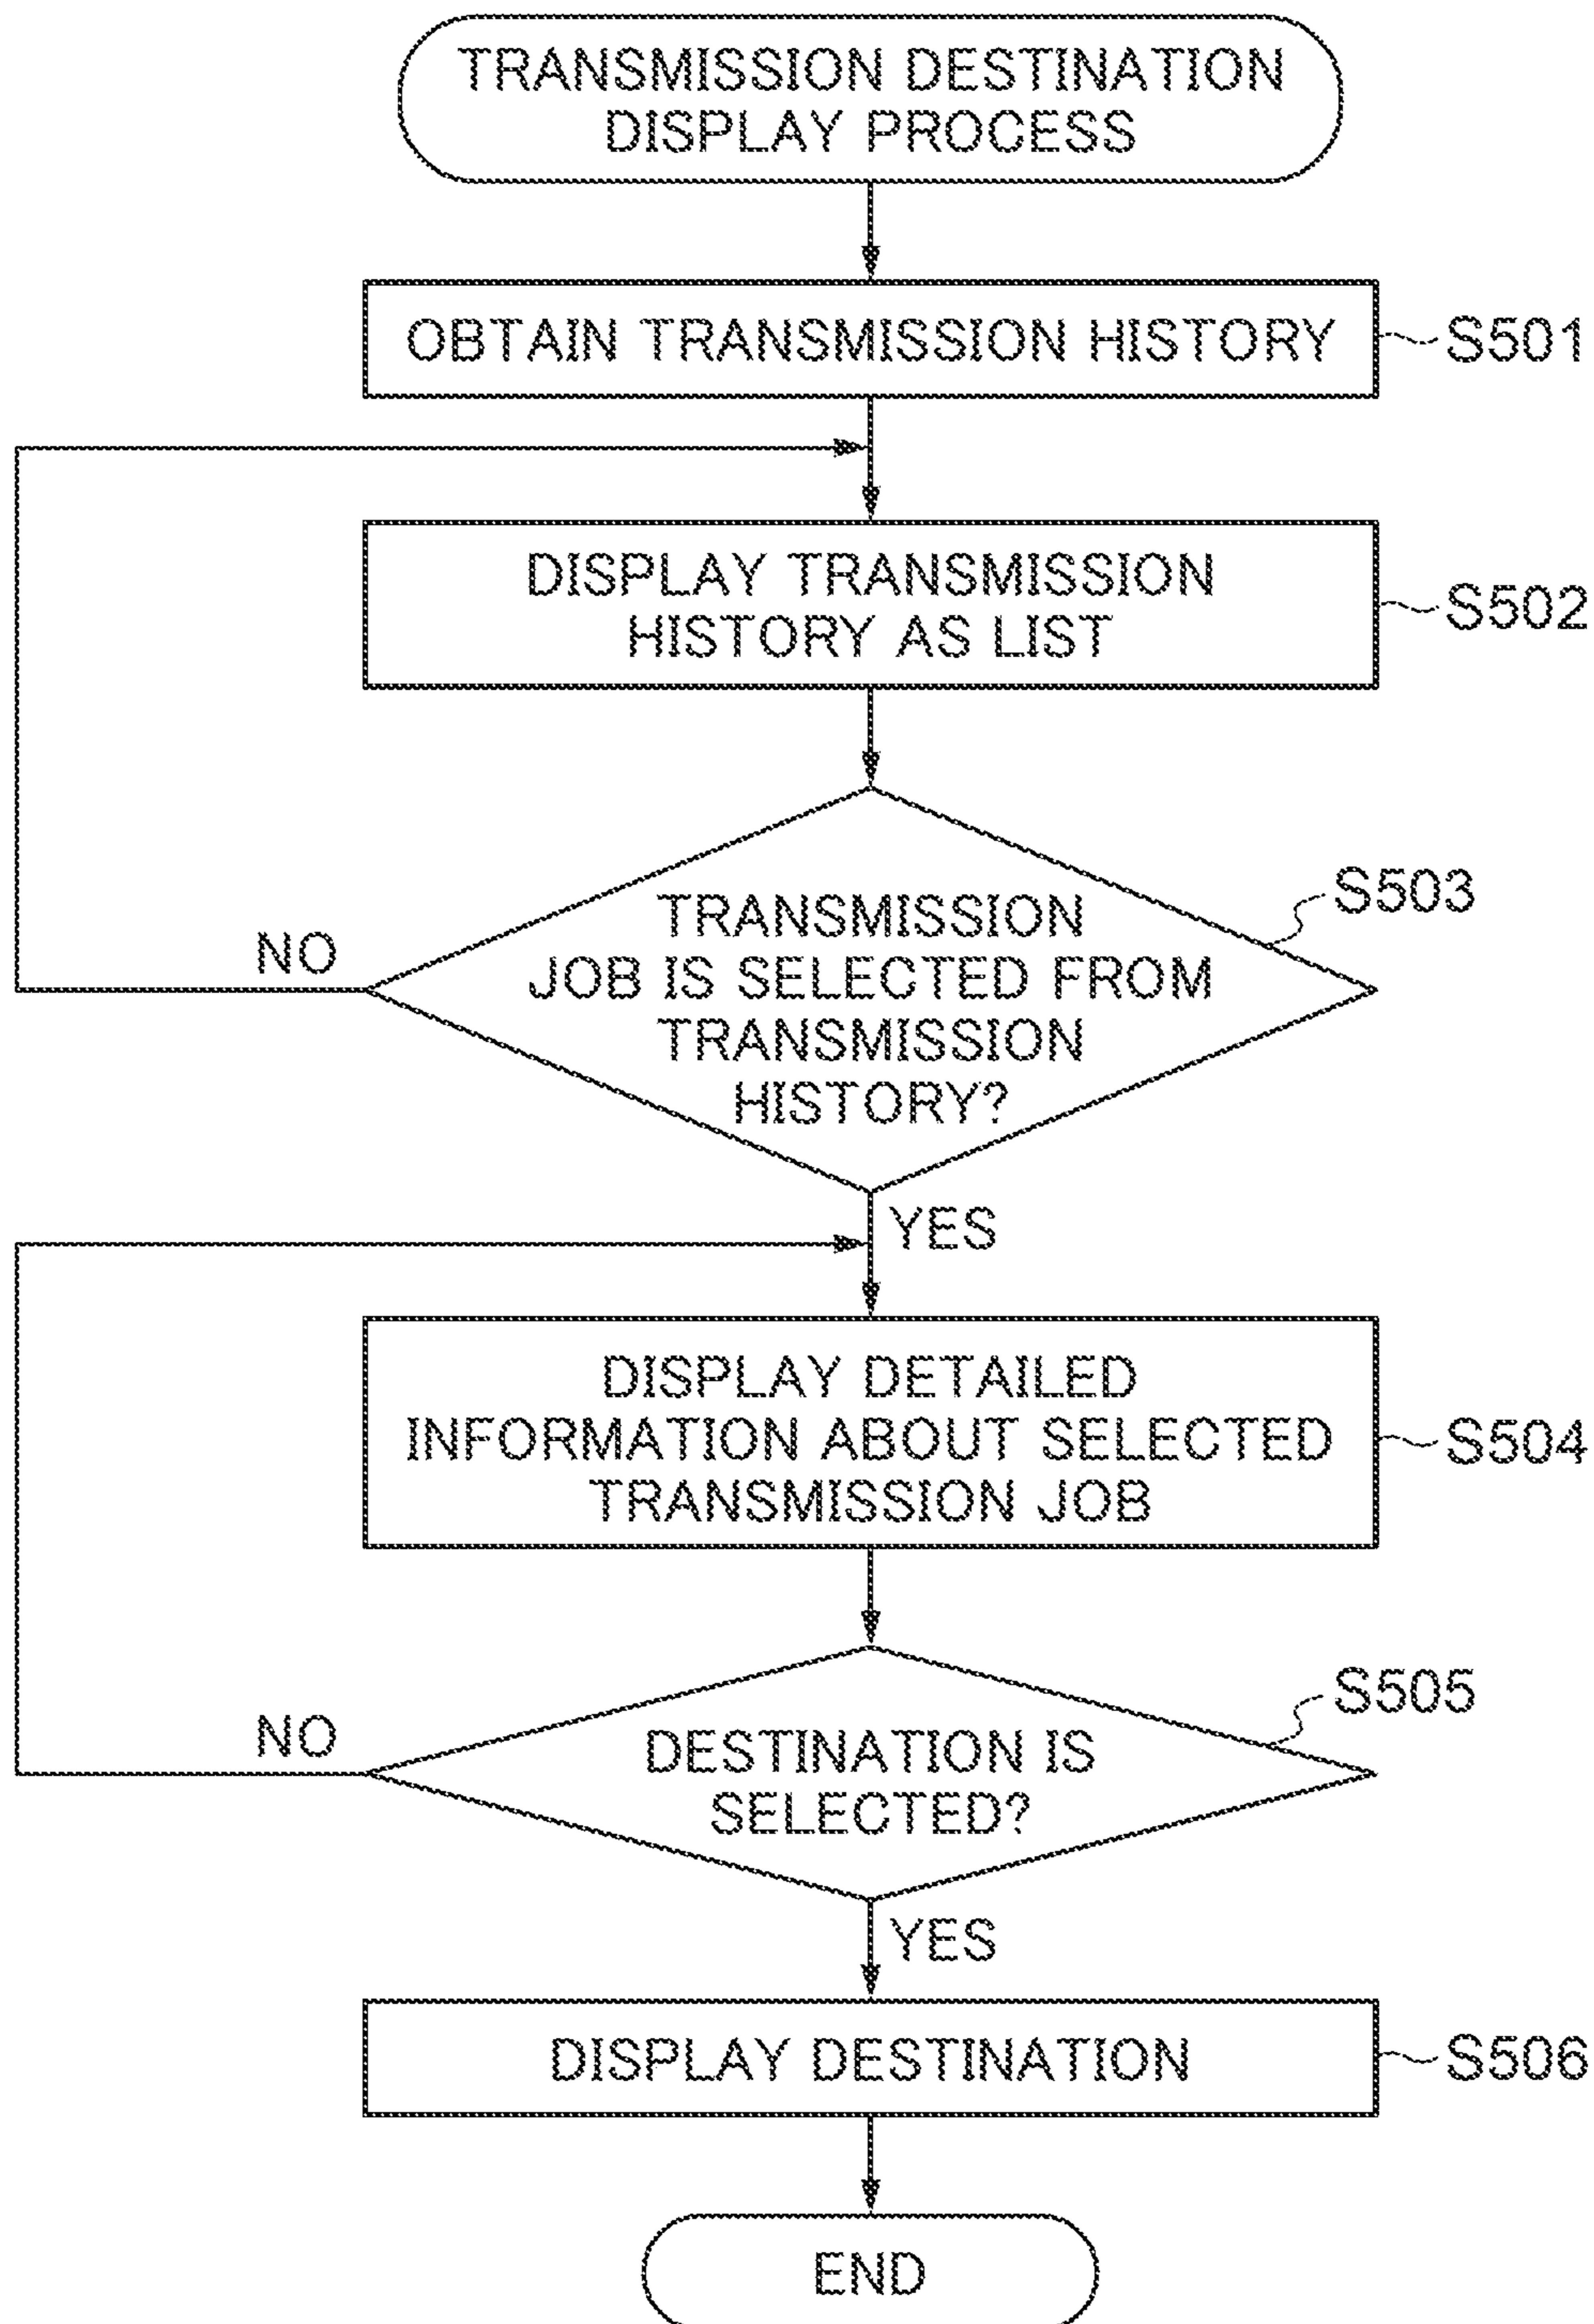 TRANSMISSION DESTINATION
DISPLAY PROCESS
OBTAIN TRANSMISSION HISTORY
S501
DISPLAY TRANSMISSION
HISTORY AS LIST
S502
TRANSMISSION
JOB IS SELECTED FROM
TRANSMISSION
HISTORY?
S503
NO
YES
DISPLAY DETAILED
INFORMATION ABOUT SELECTED
TRANSMISSION JOB
S504
DESTINATION IS
SELECTED?
S505
NO
YES
DISPLAY DESTINATION
S506
END